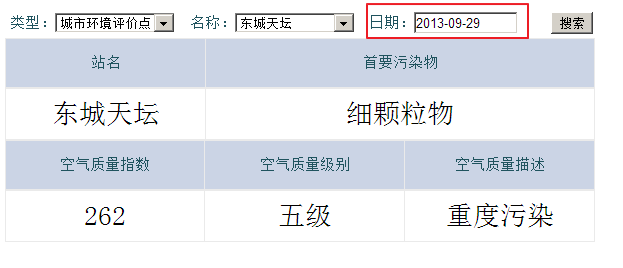 类型：城市环境评价点 名称：东城天坛 日期：2013-09-29 搜索
站名 首要污染物
东城天坛 细颗粒物
空气质量指数 空气质量级别 空气质量描述
262 五级 重度污染